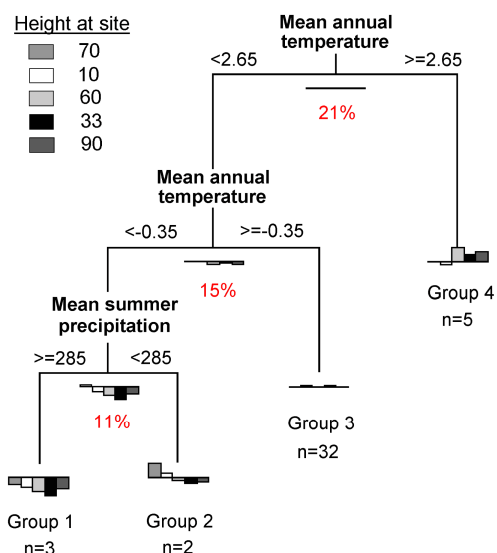 Height at site
70
10
60
33
90
Mean annual
temperature
<2.65
>=2.65
21%
Mean annual
temperature
<-0.35
>=-0.35
15%
Group 4
n=5
Mean summer
precipitation
>=285
<285
11%
Group 3
n=32
Group 1
n=3
Group 2
n=2